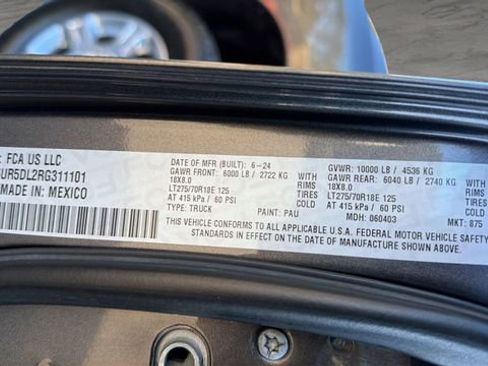 : FCA US LLC
UR5DL2RG311101
MADE IN: MEXICO
DATE OF MFR (BUILT): 6-24
GAWR FRONT: 6000 LB / 2722 KG WITH
18X8.0 RIMS
LT275/70R18E 125 TIRES
AT 415 kPa / 60 PSI COLD
TYPE: TRUCK PAINT: PAU
GVWR: 10000 LB / 4536 KG
GAWR REAR: 6040 LB / 2740 KG WITH
18X8.0 RIMS
LT275/70R18E 125 TIRES
AT 415 kPa / 60 PSI COLD
MDH: 060403 MKT: 875
THIS VEHICLE CONFORMS TO ALL APPLICABLE U.S.A. FEDERAL MOTOR VEHICLE SAFETY
STANDARDS IN EFFECT ON THE DATE OF MANUFACTURE SHOWN ABOVE.